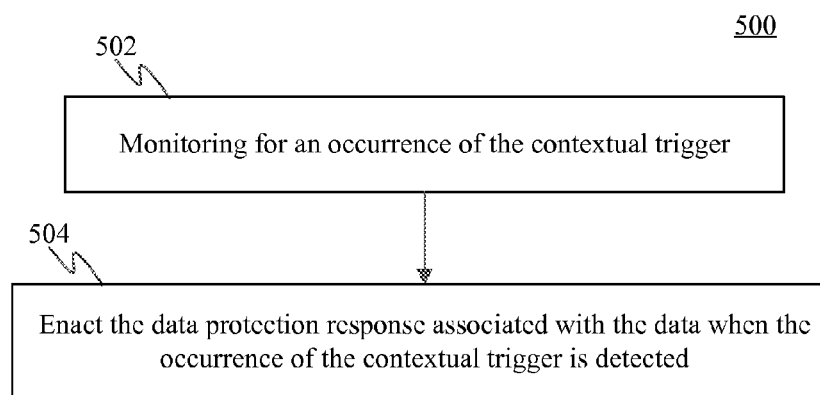 500
502
Monitoring for an occurrence of the contextual trigger
504
Enact the data protection response associated with the data when the
occurrence of the contextual trigger is detected